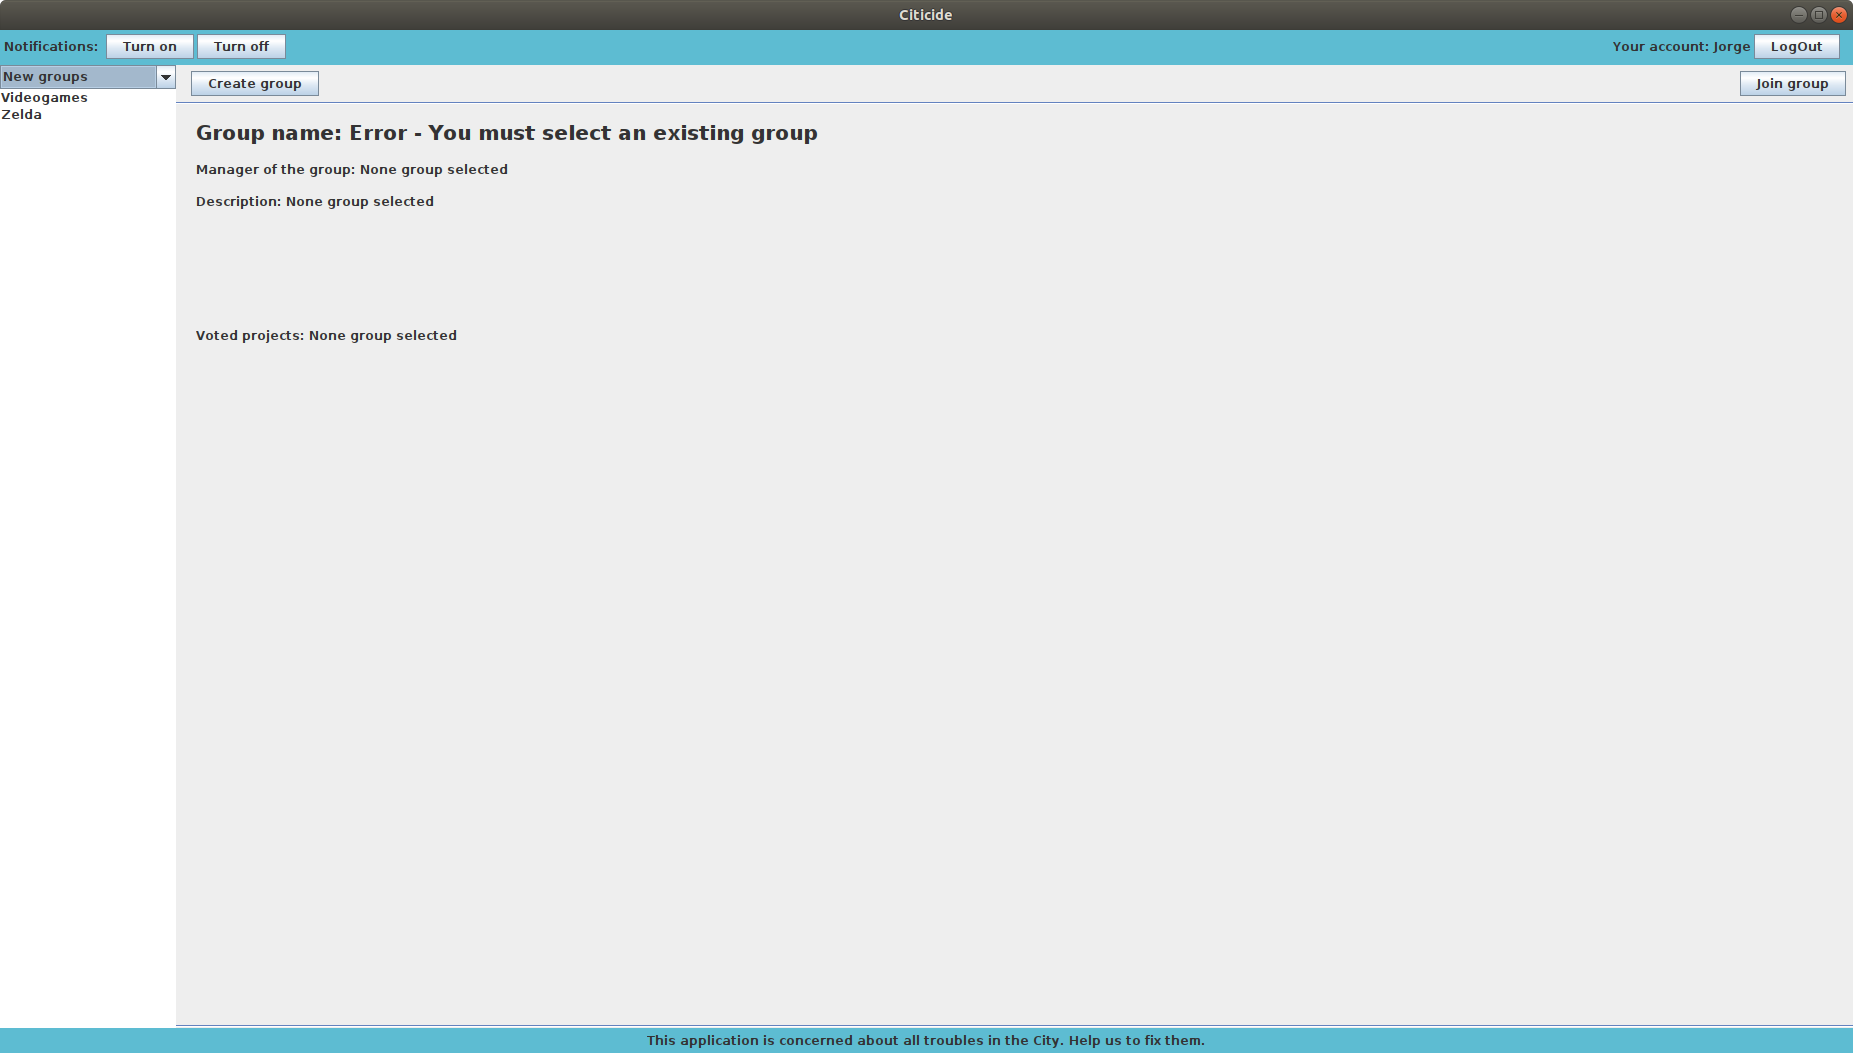 Citicide
Notifications: Turn on Turn off Your account: Jorge LogOut
New groups
Videogames
Zelda
Create group Join group
Group name: Error - You must select an existing group
Manager of the group: None group selected
Description: None group selected
Voted projects: None group selected
This application is concerned about all troubles in the City. Help us to fix them.